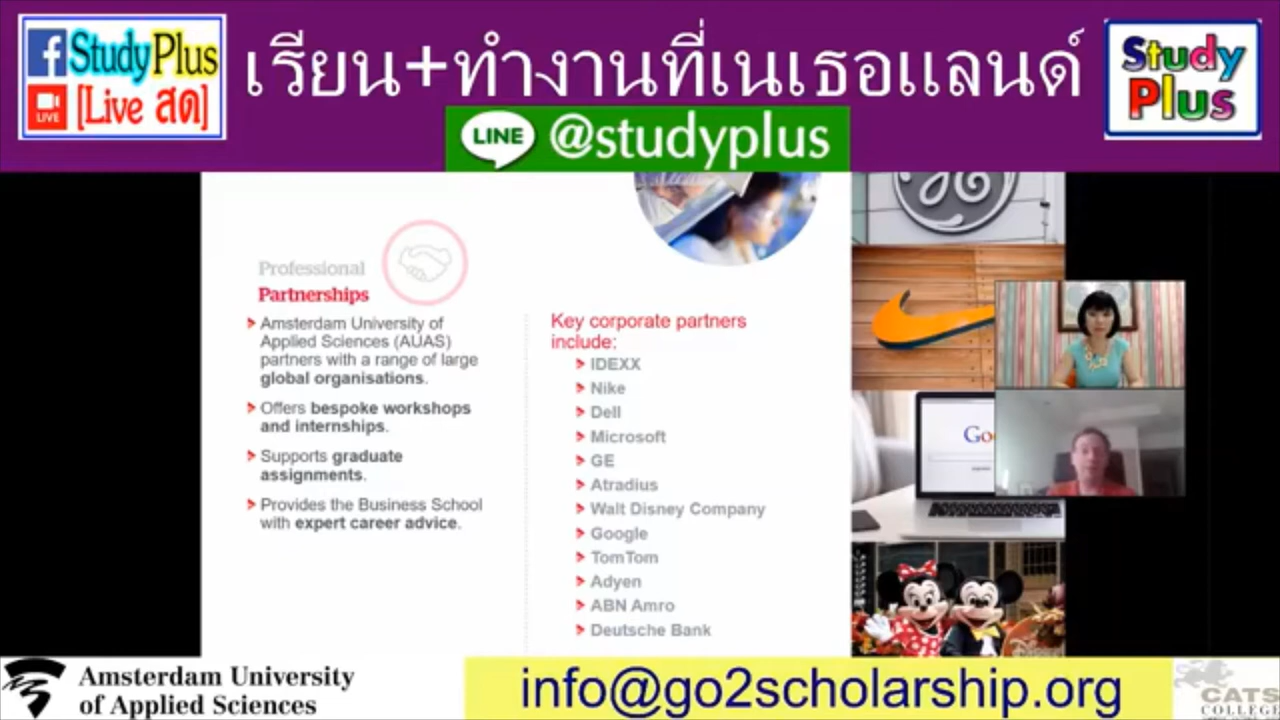 StudyPlus
LIVE
[Live สด]
เรียน+ทำงานที่เนเธอแลนด์
LINE
@studyplus
Study
Plus
Professional
Partnerships
Amsterdam University of
Applied Sciences (AUAS)
partners with a range of large
global organisations.
Offers bespoke workshops
and internships.
Supports graduate
assignments.
Provides the Business School
with expert career advice.
Key corporate partners
include:
IDEXX
Nike
Dell
Microsoft
GE
Atradius
Walt Disney Company
Google
TomTom
Adyen
ABN Amro
Deutsche Bank
GE
Goo
Amsterdam University
of Applied Sciences
info@go2scholarship.org
CATS
COLLEGE